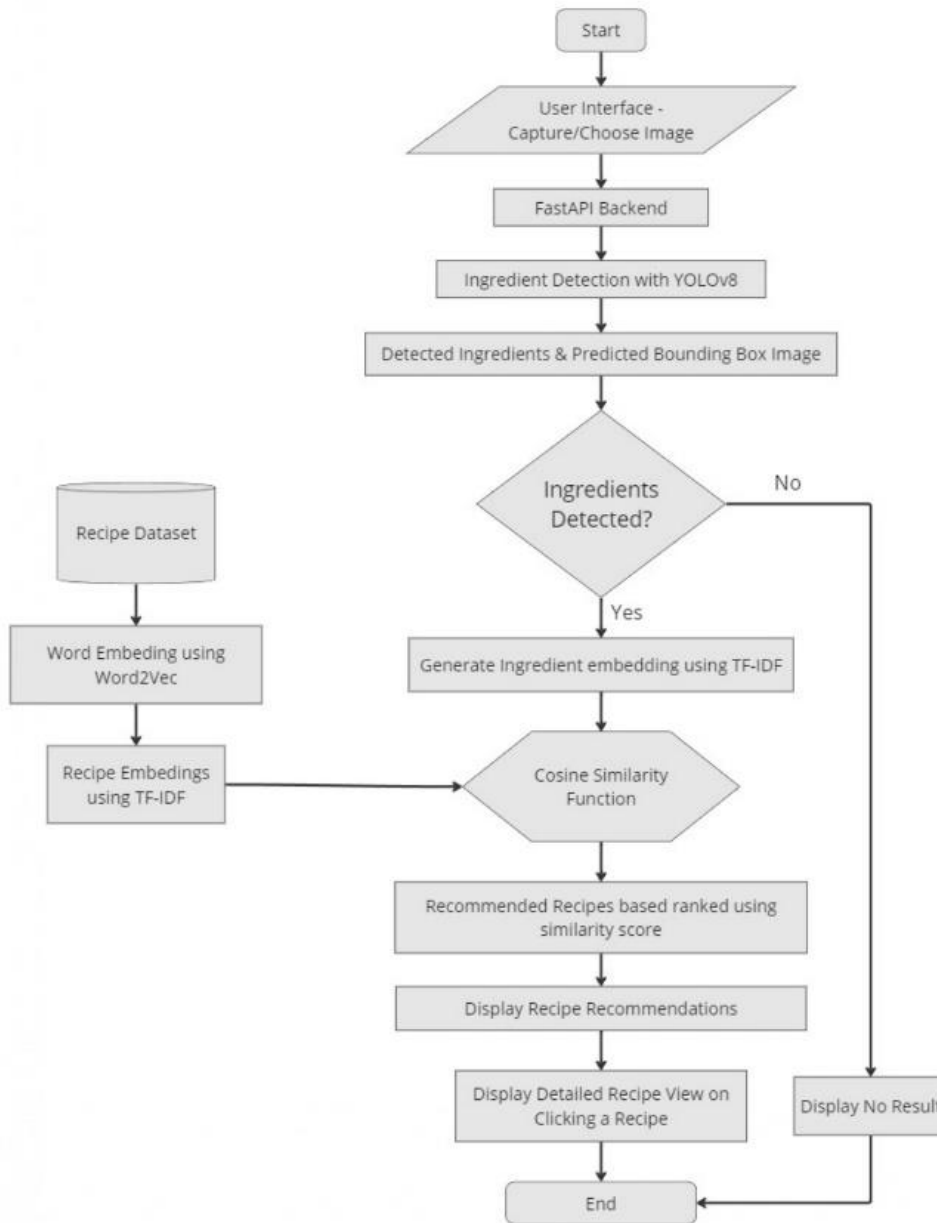 Start
User Interface -
Capture/Choose Image
FastAPI Backend
Ingredient Detection with YOLOv8
Detected Ingredients & Predicted Bounding Box Image
Ingredients
Detected?
No
Yes
Recipe Dataset
Word Embeding using
Word2Vec
Recipe Embedings
using TF-IDF
Generate Ingredient embedding using TF-IDF
Cosine Similarity
Function
Recommended Recipes based ranked using
similarity score
Display Recipe Recommendations
Display Detailed Recipe View on
Clicking a Recipe
Display No Result
End